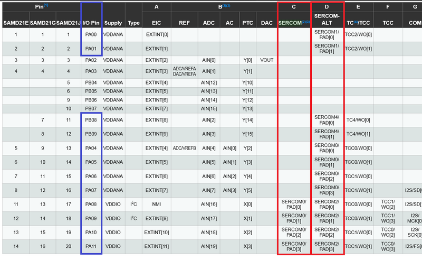 Pin A B C D E F G
SAMD21E SAMD21G SAMD21J I/O Pin Supply Type EIC REF ADC AC PTC DAC SERCOM SERCOM-ALT TCC COM
1 1 1 PA00 VDDANA EXTINT[0] SERCOM1/PAD[0] TCC2/WO[0]
2 2 2 PA01 VDDANA EXTINT[1] SERCOM1/PAD[1] TCC2/WO[1]
3 3 3 PA02 VDDANA EXTINT[2] AIN[0] Y[0] VOUT
4 4 4 PA03 VDDANA EXTINT[3] AIN[1] Y[1]
5 PB04 VDDANA EXTINT[4] AIN[12] Y[10]
6 PB05 VDDANA EXTINT[5] AIN[13] Y[11]
9 PB06 VDDANA EXTINT[6] AIN[14] Y[12]
10 PB07 VDDANA EXTINT[7] AIN[15] Y[13]
7 11 PB08 VDDANA EXTINT[8] AIN[2] Y[14] SERCOM4/PAD[0] TC4/WO[0]
8 12 PB09 VDDANA EXTINT[9] AIN[3] Y[15] SERCOM4/PAD[1] TC4/WO[1]
5 9 13 PA04 VDDANA EXTINT[4] AIN[4] AIN[0] Y[2] SERCOM0/PAD[0] TCC0/WO[0]
6 10 14 PA05 VDDANA EXTINT[5] AIN[5] AIN[1] Y[3] SERCOM0/PAD[1] TCC0/WO[1]
7 11 15 PA06 VDDANA EXTINT[6] AIN[6] AIN[2] Y[4] SERCOM0/PAD[2] TCC1/WO[0]
8 12 16 PA07 VDDANA EXTINT[7] AIN[7] AIN[3] Y[5] SERCOM0/PAD[3] TCC1/WO[1]
11 13 17 PA08 VDDIO I²C NMI AIN[16] X[0] SERCOM0/PAD[0] SERCOM2/PAD[0] TCC0/WO[0] TCC1/WO[2]
12 14 18 PA09 VDDIO I²C EXTINT[9] AIN[17] X[1] SERCOM0/PAD[1] SERCOM2/PAD[1] TCC0/WO[1] TCC1/WO[3]
13 15 19 PA10 VDDIO EXTINT[10] AIN[18] X[2] SERCOM0/PAD[2] SERCOM2/PAD[2] TCC1/WO[0] TCC0/WO[2]
14 16 20 PA11 VDDIO EXTINT[11] AIN[19] X[3] SERCOM0/PAD[3] SERCOM2/PAD[3] TCC1/WO[1] TCC0/WO[3]